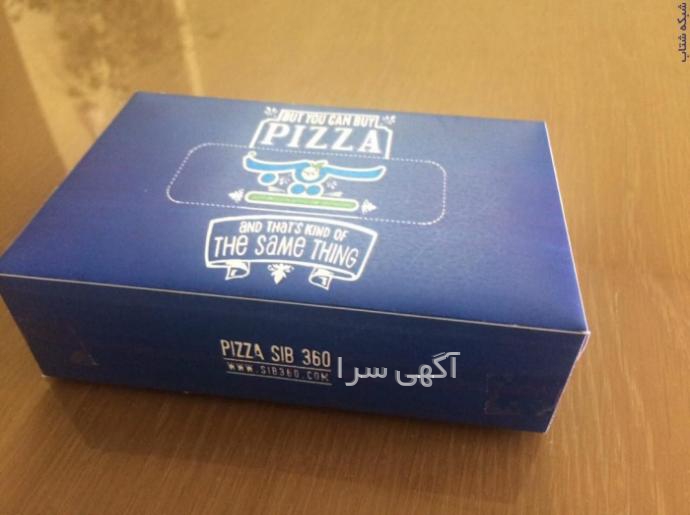 شبکه شتاب
BUT YOU CAN BUY
PIZZA
سیب
AND THAT'S KIND OF
THE SAME THING
PIZZA SIB 360
WWW.SIB360.COM
آگهی سرا